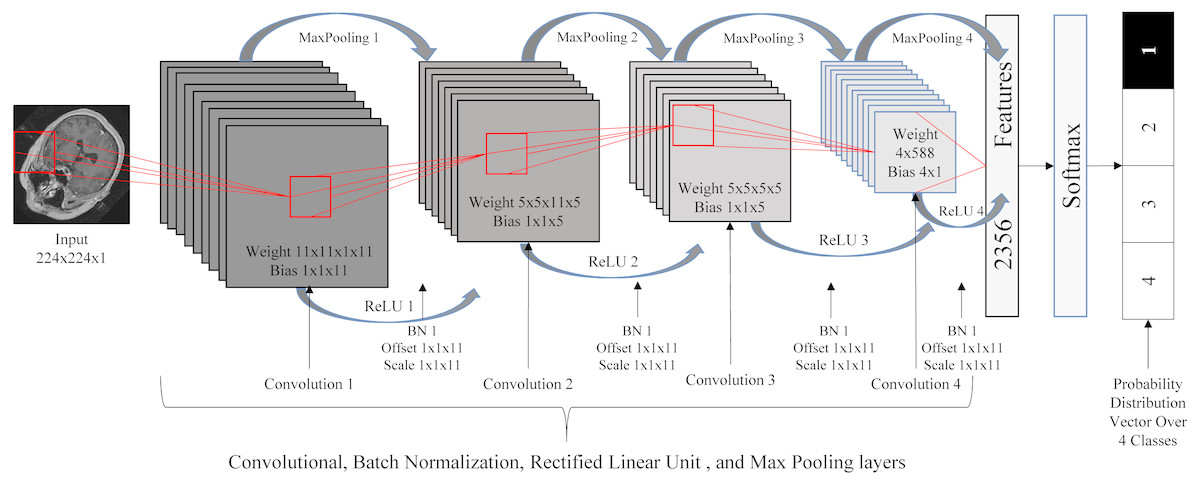 MaxPooling 1
MaxPooling 2
MaxPooling 3
MaxPooling 4
Input
224x224x1
Weight 11x11x1x11
Bias 1x1x11
Weight 5x5x11x5
Bias 1x1x5
Weight 5x5x5x5
Bias 1x1x5
Weight
4x588
Bias 4x1
ReLU 1
ReLU 2
ReLU 3
ReLU 4
2356 Features
Softmax
1
2
3
4
BN 1
Offset 1x1x11
Scale 1x1x11
BN 1
Offset 1x1x11
Scale 1x1x11
BN 1
Offset 1x1x11
Scale 1x1x11
BN 1
Offset 1x1x11
Scale 1x1x11
Convolution 1
Convolution 2
Convolution 3
Convolution 4
Probability
Distribution
Vector Over
4 Classes
Convolutional, Batch Normalization, Rectified Linear Unit , and Max Pooling layers